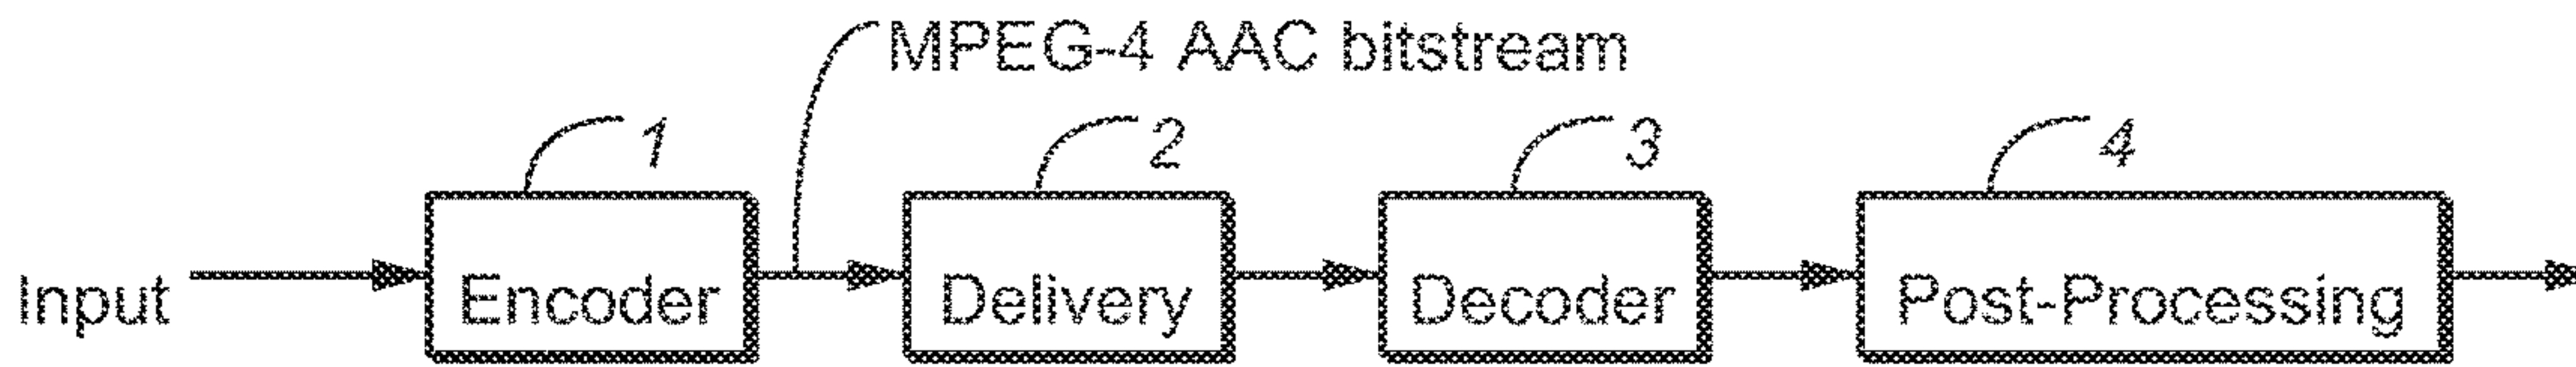 MPEG-4 AAC bitstream
1 2 3 4
Input Encoder Delivery Decoder Post-Processing